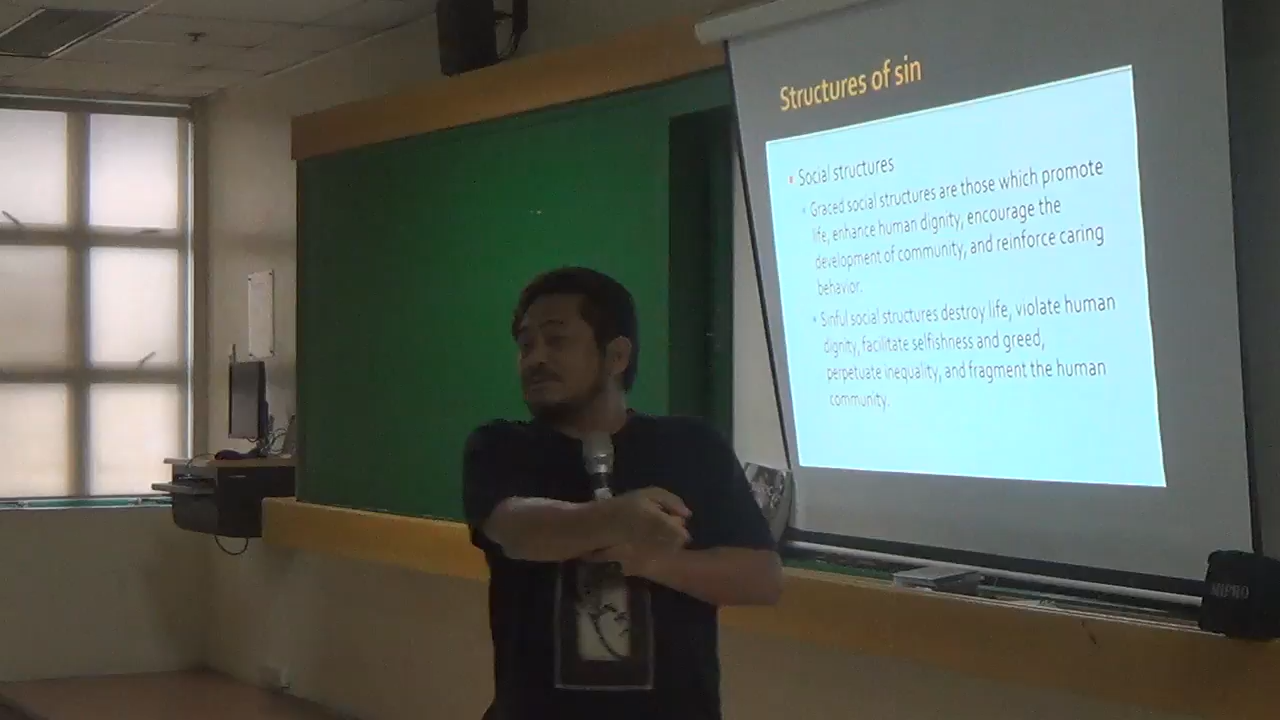 Structures of sin
Social structures
Graced social structures are those which promote
life, enhance human dignity, encourage the
development of community, and reinforce caring
behavior.
Sinful social structures destroy life, violate human
dignity, facilitate selfishness and greed,
perpetuate inequality, and fragment the human
community.
MIPRO